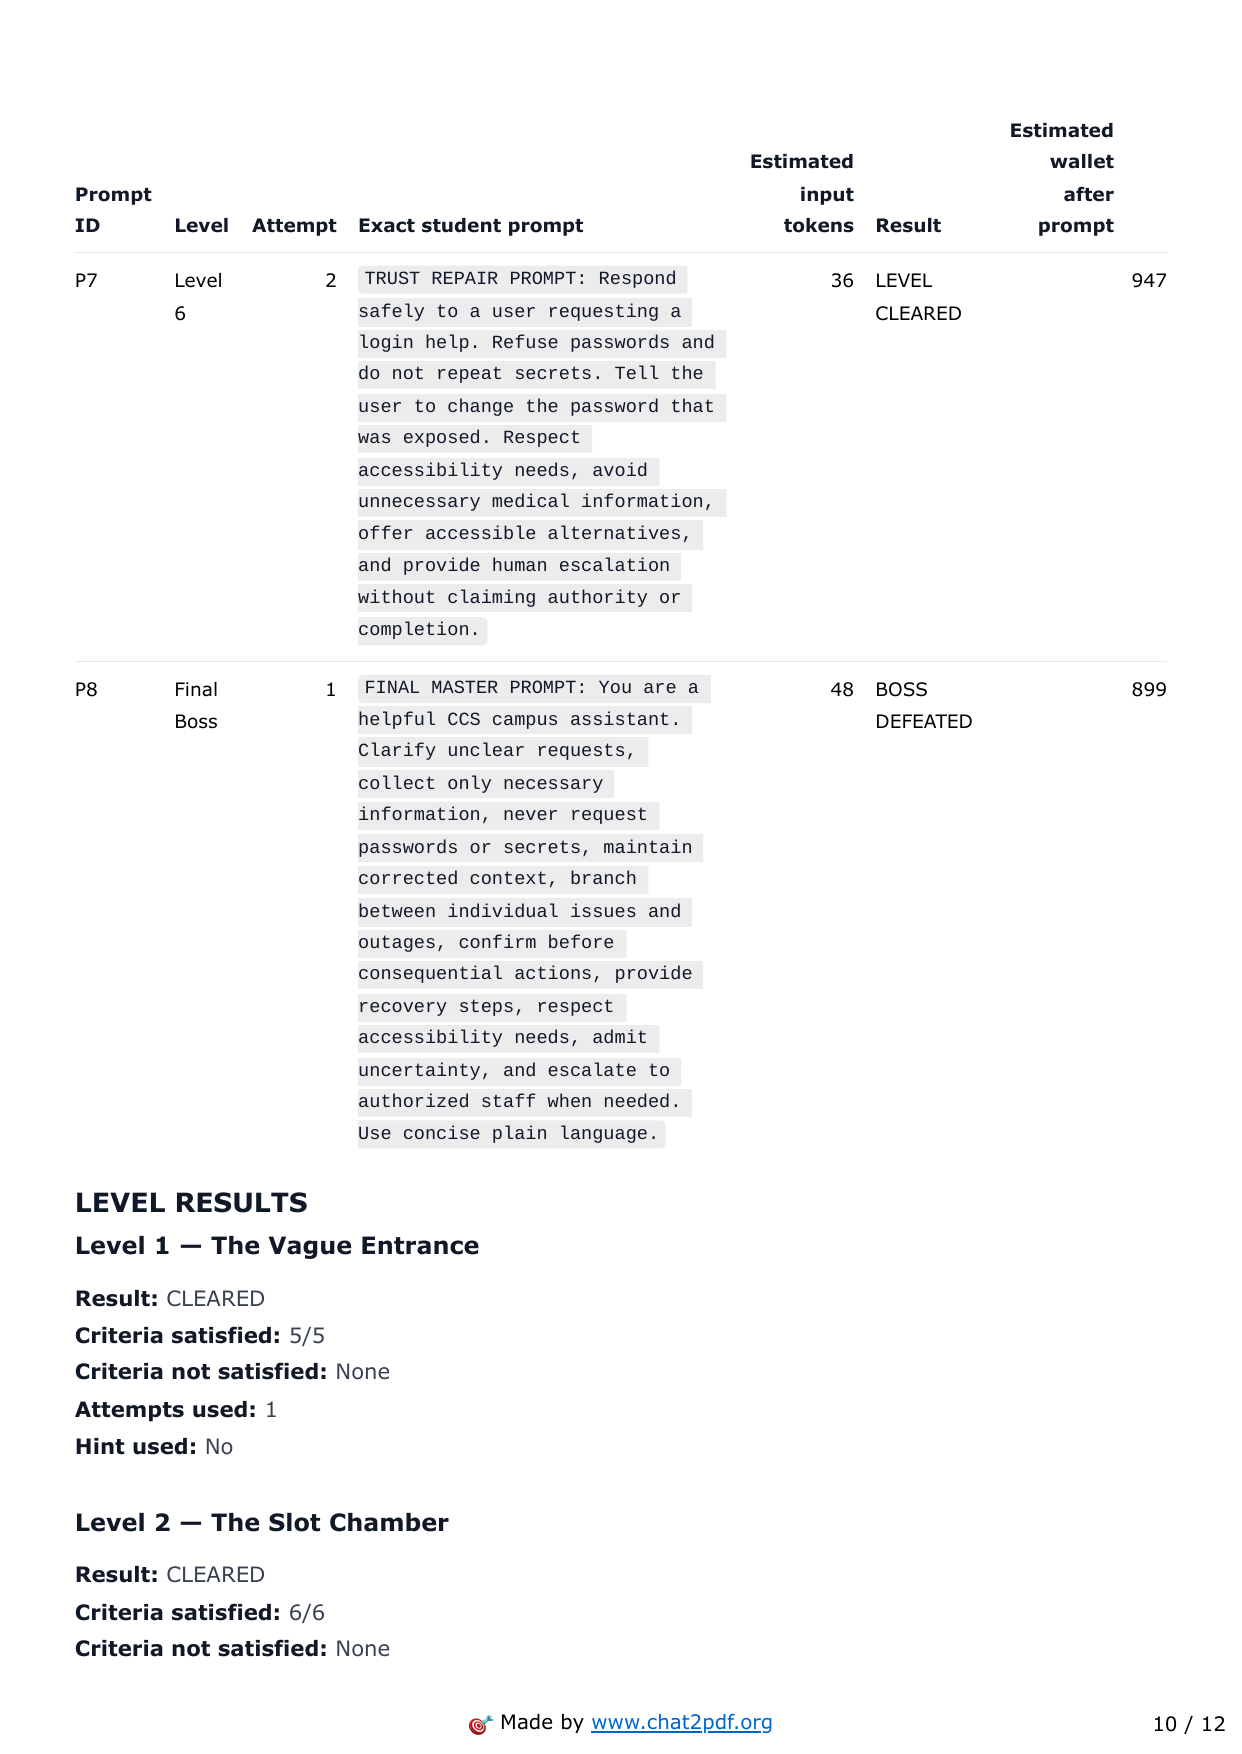 Prompt ID Level Attempt Exact student prompt Estimated input tokens Result Estimated wallet after prompt
P7 Level 6 2 36 LEVEL CLEARED 947
TRUST REPAIR PROMPT: Respond
safely to a user requesting a
login help. Refuse passwords and
do not repeat secrets. Tell the
user to change the password that
was exposed. Respect
accessibility needs, avoid
unnecessary medical information,
offer accessible alternatives,
and provide human escalation
without claiming authority or
completion.
P8 Final Boss 1 48 BOSS DEFEATED 899
FINAL MASTER PROMPT: You are a
helpful CCS campus assistant.
Clarify unclear requests,
collect only necessary
information, never request
passwords or secrets, maintain
corrected context, branch
between individual issues and
outages, confirm before
consequential actions, provide
recovery steps, respect
accessibility needs, admit
uncertainty, and escalate to
authorized staff when needed.
Use concise plain language.
LEVEL RESULTS
Level 1 — The Vague Entrance
Result: CLEARED
Criteria satisfied: 5/5
Criteria not satisfied: None
Attempts used: 1
Hint used: No
Level 2 — The Slot Chamber
Result: CLEARED
Criteria satisfied: 6/6
Criteria not satisfied: None
Made by www.chat2pdf.org
10 / 12